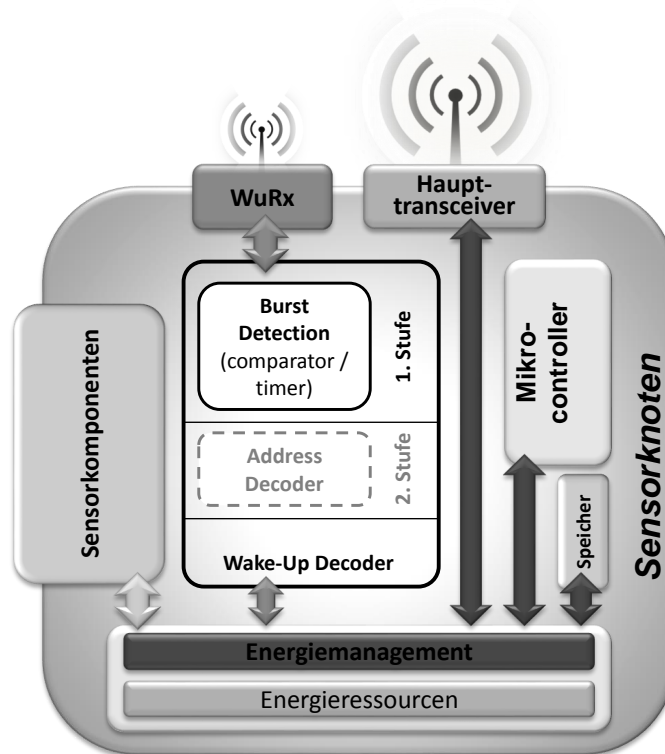 WuRx
Haupt-
transceiver
Sensorkomponenten
Burst
Detection
(comparator /
timer)
1. Stufe
Address
Decoder
2. Stufe
Wake-Up Decoder
Mikro-
controller
Speicher
Sensorknoten
Energiemanagement
Energieressourcen